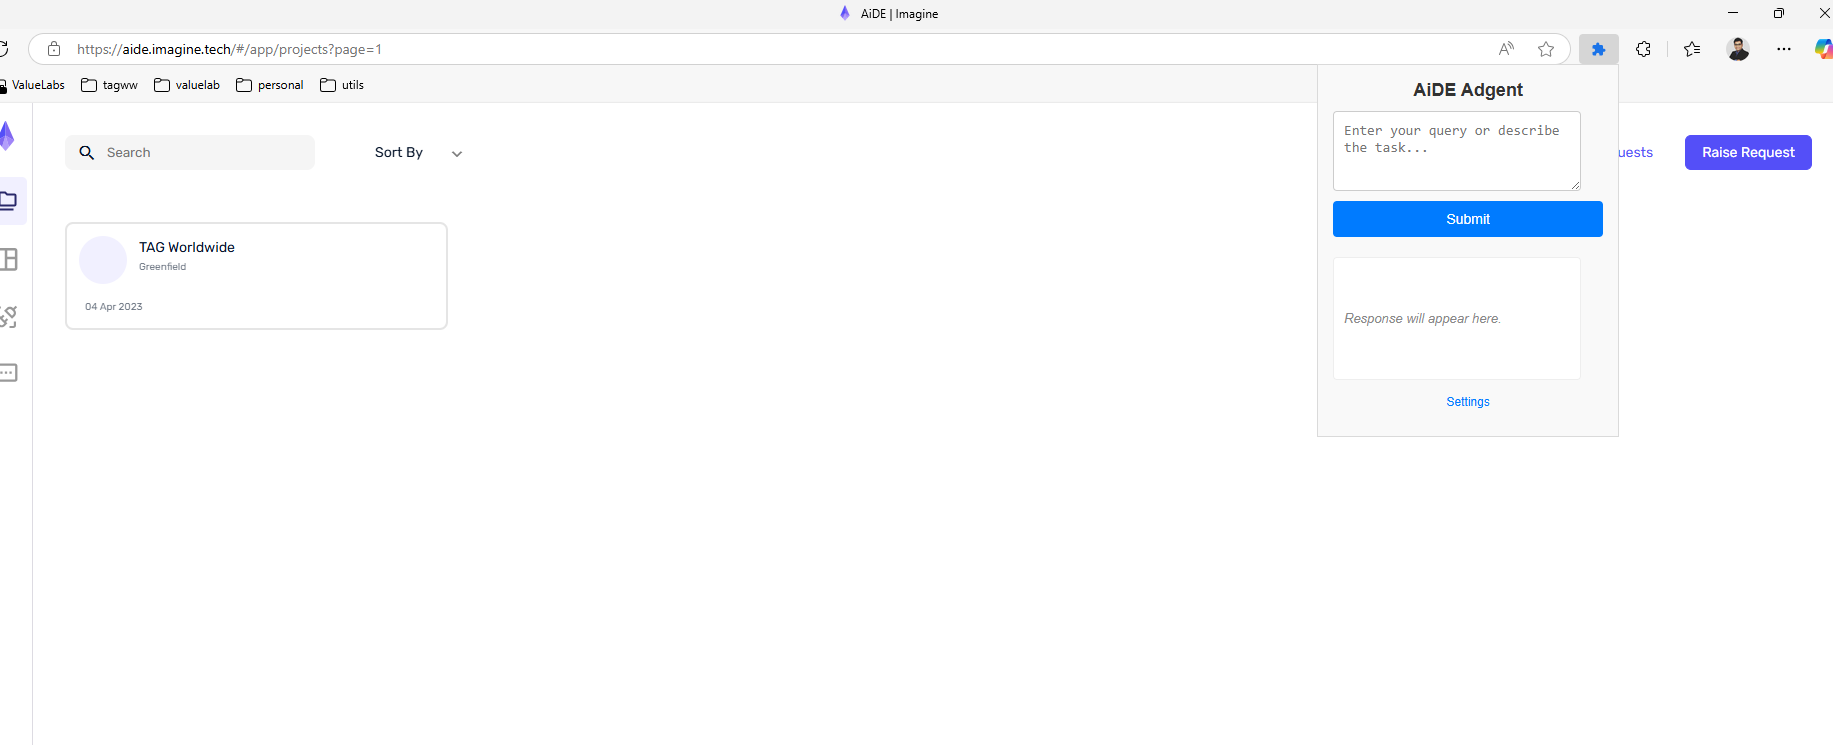 AiDE | Imagine
https://aide.imagine.tech/#/app/projects?page=1
ValueLabs
tagww
valuelab
personal
utils
AiDE Adgent
Enter your query or describe
the task...
Submit
Response will appear here.
Settings
Search
Sort By
uests
Raise Request
TAG Worldwide
Greenfield
04 Apr 2023